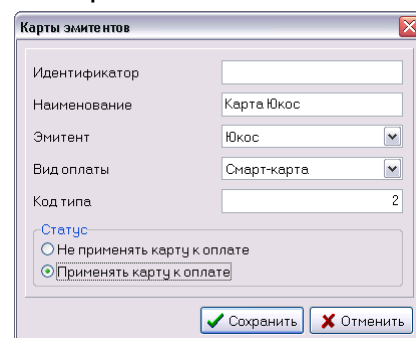 Карты эмитентов
Идентификатор
Наименование Карта Юкос
Эмитент Юкос
Вид оплаты Смарт-карта
Код типа 2
Статус
Не применять карту к оплате
Применять карту к оплате
Сохранить Отменить